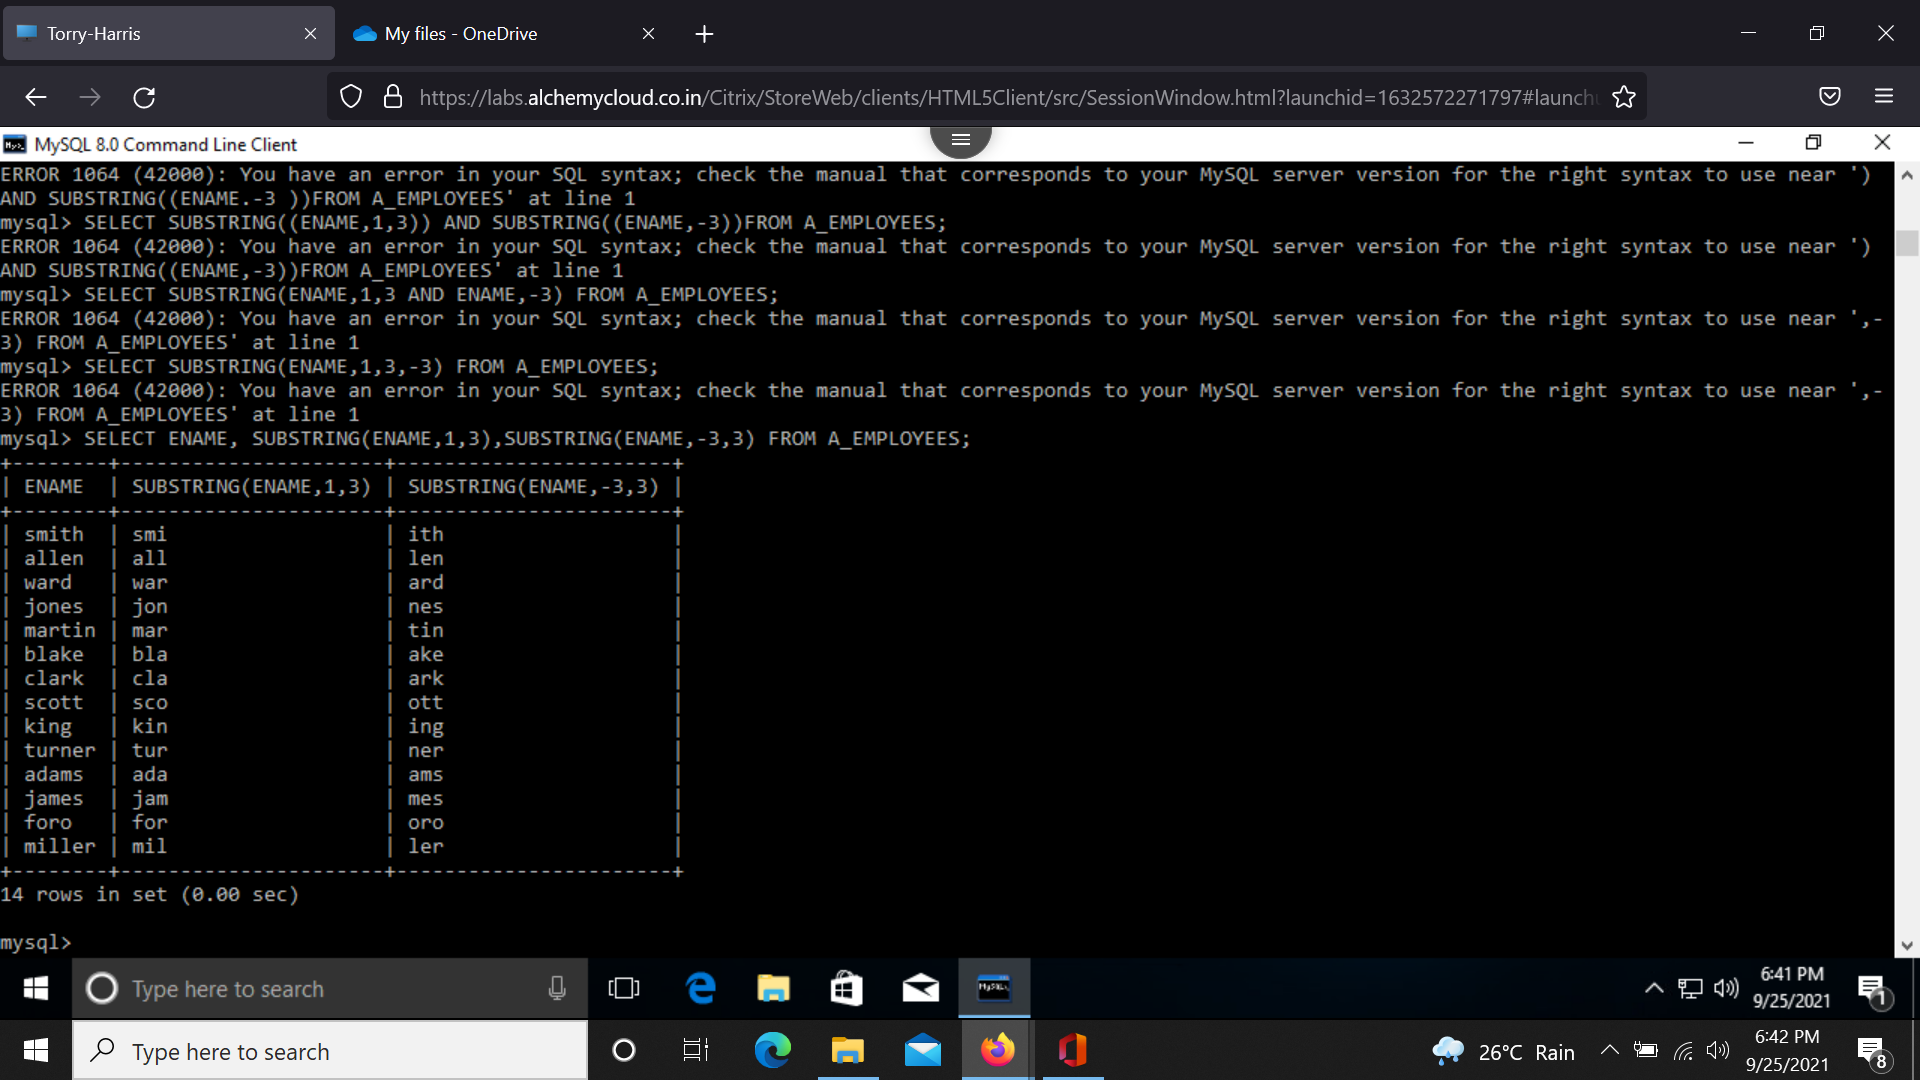 Torry-Harris
My files - OneDrive
https://labs.alchemycloud.co.in/Citrix/StoreWeb/clients/HTML5Client/src/SessionWindow.html?launchid=1632572271797#launch
MySQL 8.0 Command Line Client
ERROR 1064 (42000): You have an error in your SQL syntax; check the manual that corresponds to your MySQL server version for the right syntax to use near ')
AND SUBSTRING((ENAME.-3 ))FROM A_EMPLOYEES' at line 1
mysql> SELECT SUBSTRING((ENAME,1,3)) AND SUBSTRING((ENAME,-3))FROM A_EMPLOYEES;
ERROR 1064 (42000): You have an error in your SQL syntax; check the manual that corresponds to your MySQL server version for the right syntax to use near ')
AND SUBSTRING((ENAME,-3))FROM A_EMPLOYEES' at line 1
mysql> SELECT SUBSTRING(ENAME,1,3 AND ENAME,-3) FROM A_EMPLOYEES;
ERROR 1064 (42000): You have an error in your SQL syntax; check the manual that corresponds to your MySQL server version for the right syntax to use near ',-
3) FROM A_EMPLOYEES' at line 1
mysql> SELECT SUBSTRING(ENAME,1,3,-3) FROM A_EMPLOYEES;
ERROR 1064 (42000): You have an error in your SQL syntax; check the manual that corresponds to your MySQL server version for the right syntax to use near ',-
3) FROM A_EMPLOYEES' at line 1
mysql> SELECT ENAME, SUBSTRING(ENAME,1,3),SUBSTRING(ENAME,-3,3) FROM A_EMPLOYEES;
+--------+----------------------+-----------------------+
| ENAME  | SUBSTRING(ENAME,1,3) | SUBSTRING(ENAME,-3,3) |
+--------+----------------------+-----------------------+
| smith  | smi                  | ith                   |
| allen  | all                  | len                   |
| ward   | war                  | ard                   |
| jones  | jon                  | nes                   |
| martin | mar                  | tin                   |
| blake  | bla                  | ake                   |
| clark  | cla                  | ark                   |
| scott  | sco                  | ott                   |
| king   | kin                  | ing                   |
| turner | tur                  | ner                   |
| adams  | ada                  | ams                   |
| james  | jam                  | mes                   |
| foro   | for                  | oro                   |
| miller | mil                  | ler                   |
+--------+----------------------+-----------------------+
14 rows in set (0.00 sec)
mysql>
Type here to search
6:41 PM
9/25/2021
1
Type here to search
26°C Rain
6:42 PM
9/25/2021
8